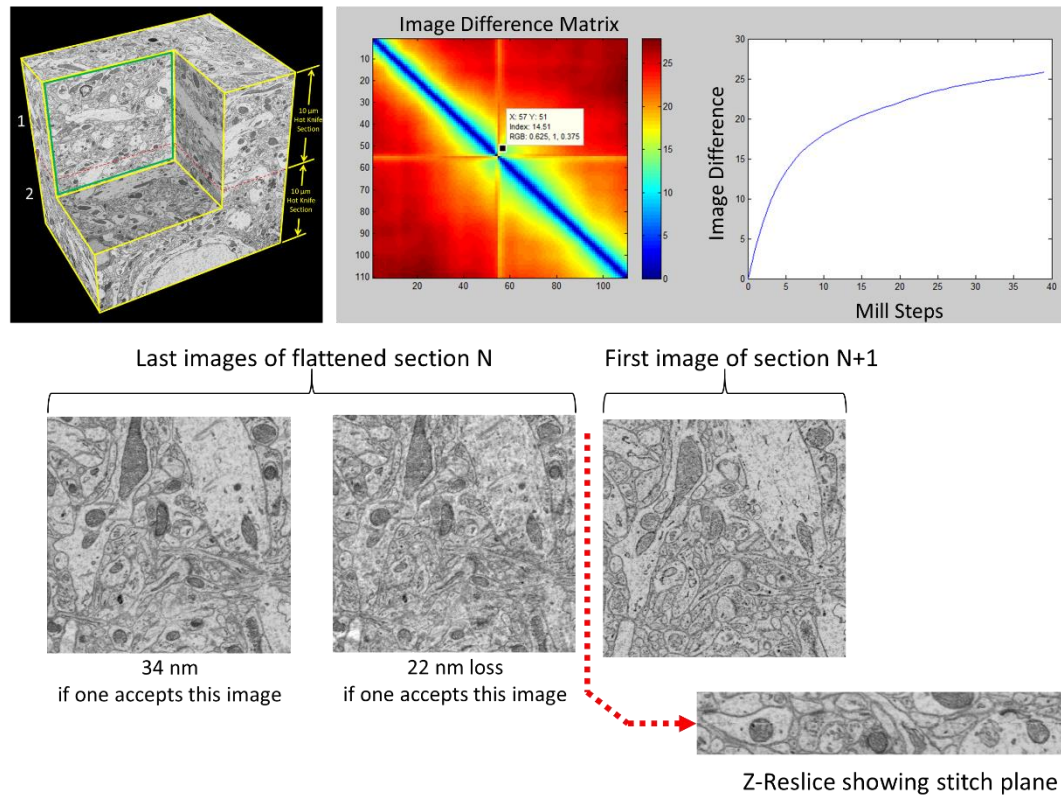 1
2
10 µm
Hot Knife
Section
10 µm
Hot Knife
Section
Image Difference Matrix
10
20
30
40
50
60
70
80
90
100
110
20
40
60
80
100
X: 57 Y: 51
Index: 14.51
RGB: 0.625, 1, 0.375
25
20
15
10
5
0
Image Difference
30
25
20
15
10
5
0
0
5
10
15
20
25
30
35
40
Mill Steps
Last images of flattened section N
First image of section N+1
34 nm
if one accepts this image
22 nm loss
if one accepts this image
Z-Reslice showing stitch plane